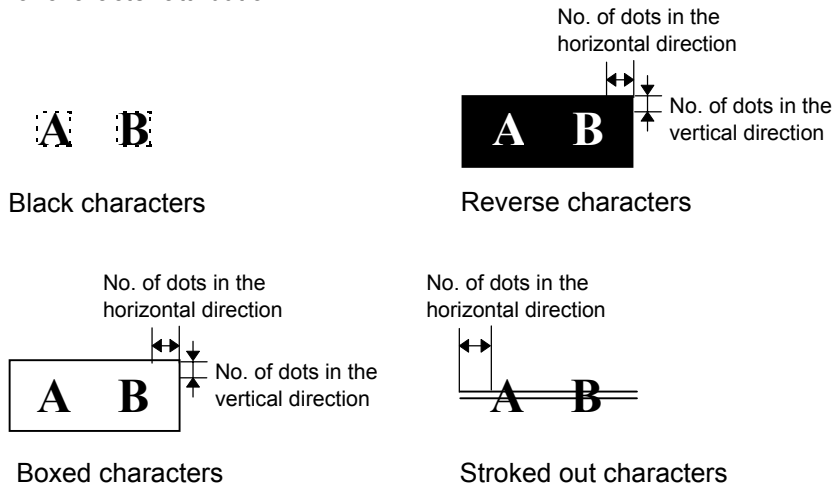 No. of dots in the
horizontal direction
No. of dots in the
vertical direction
A B
A B
Black characters
Reverse characters
No. of dots in the
horizontal direction
No. of dots in the
vertical direction
A B
Boxed characters
No. of dots in the
horizontal direction
A B
Stroked out characters